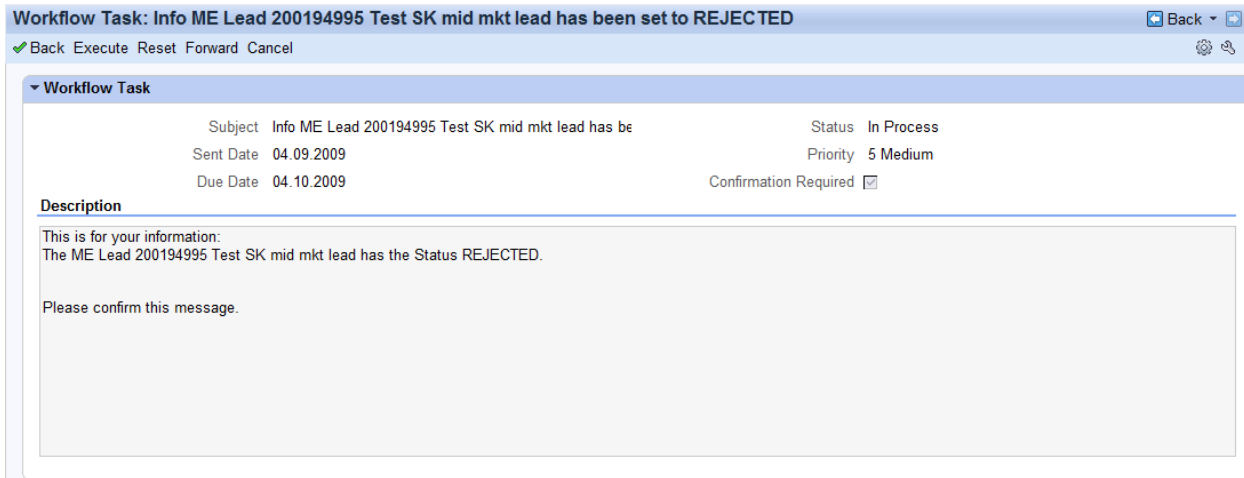 Workflow Task: Info ME Lead 200194995 Test SK mid mkt lead has been set to REJECTED Back
Back Execute Reset Forward Cancel
Workflow Task
Subject Info ME Lead 200194995 Test SK mid mkt lead has be Status In Process
Sent Date 04.09.2009 Priority 5 Medium
Due Date 04.10.2009 Confirmation Required
Description
This is for your information:
The ME Lead 200194995 Test SK mid mkt lead has the Status REJECTED.
Please confirm this message.